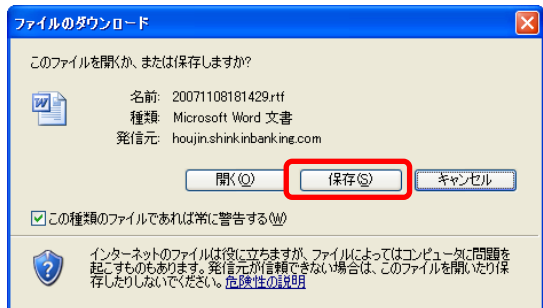 ファイルのダウンロード
このファイルを開くか、または保存しますか?
名前: 20071108181429.rtf
種類: Microsoft Word 文書
発信元: houjin.shinkinbanking.com
開く(O) 保存(S) キャンセル
この種類のファイルであれば常に警告する(W)
インターネットのファイルは役に立ちますが、ファイルによってはコンピュータに問題を
起こすものもあります。発信元が信頼できない場合は、このファイルを開いたり保
存したりしないでください。危険性の説明